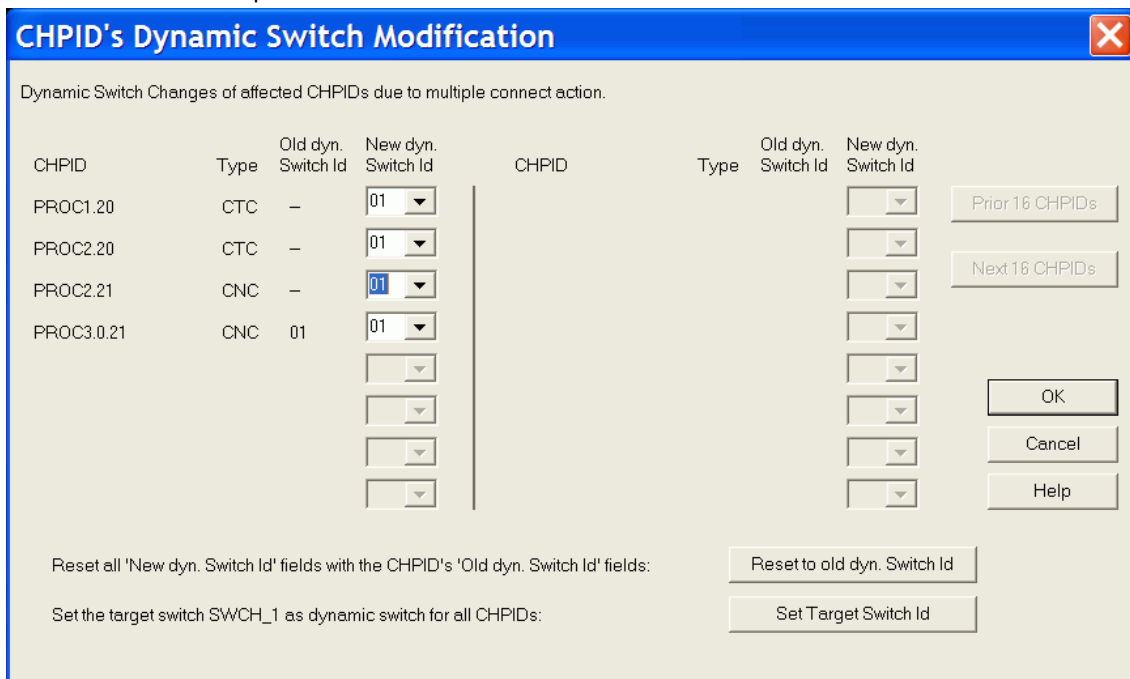 CHPID's Dynamic Switch Modification
Dynamic Switch Changes of affected CHPIDs due to multiple connect action.
Old dyn. New dyn. Old dyn. New dyn.
CHPID Type Switch Id Switch Id CHPID Type Switch Id Switch Id
PROC1.20 CTC – 01 Prior 16 CHPIDs
PROC2.20 CTC – 01
Next 16 CHPIDs
PROC2.21 CNC – 01
PROC3.0.21 CNC 01 01
OK
Cancel
Help
Reset all 'New dyn. Switch Id' fields with the CHPID's 'Old dyn. Switch Id' fields: Reset to old dyn. Switch Id
Set the target switch SWCH_1 as dynamic switch for all CHPIDs: Set Target Switch Id